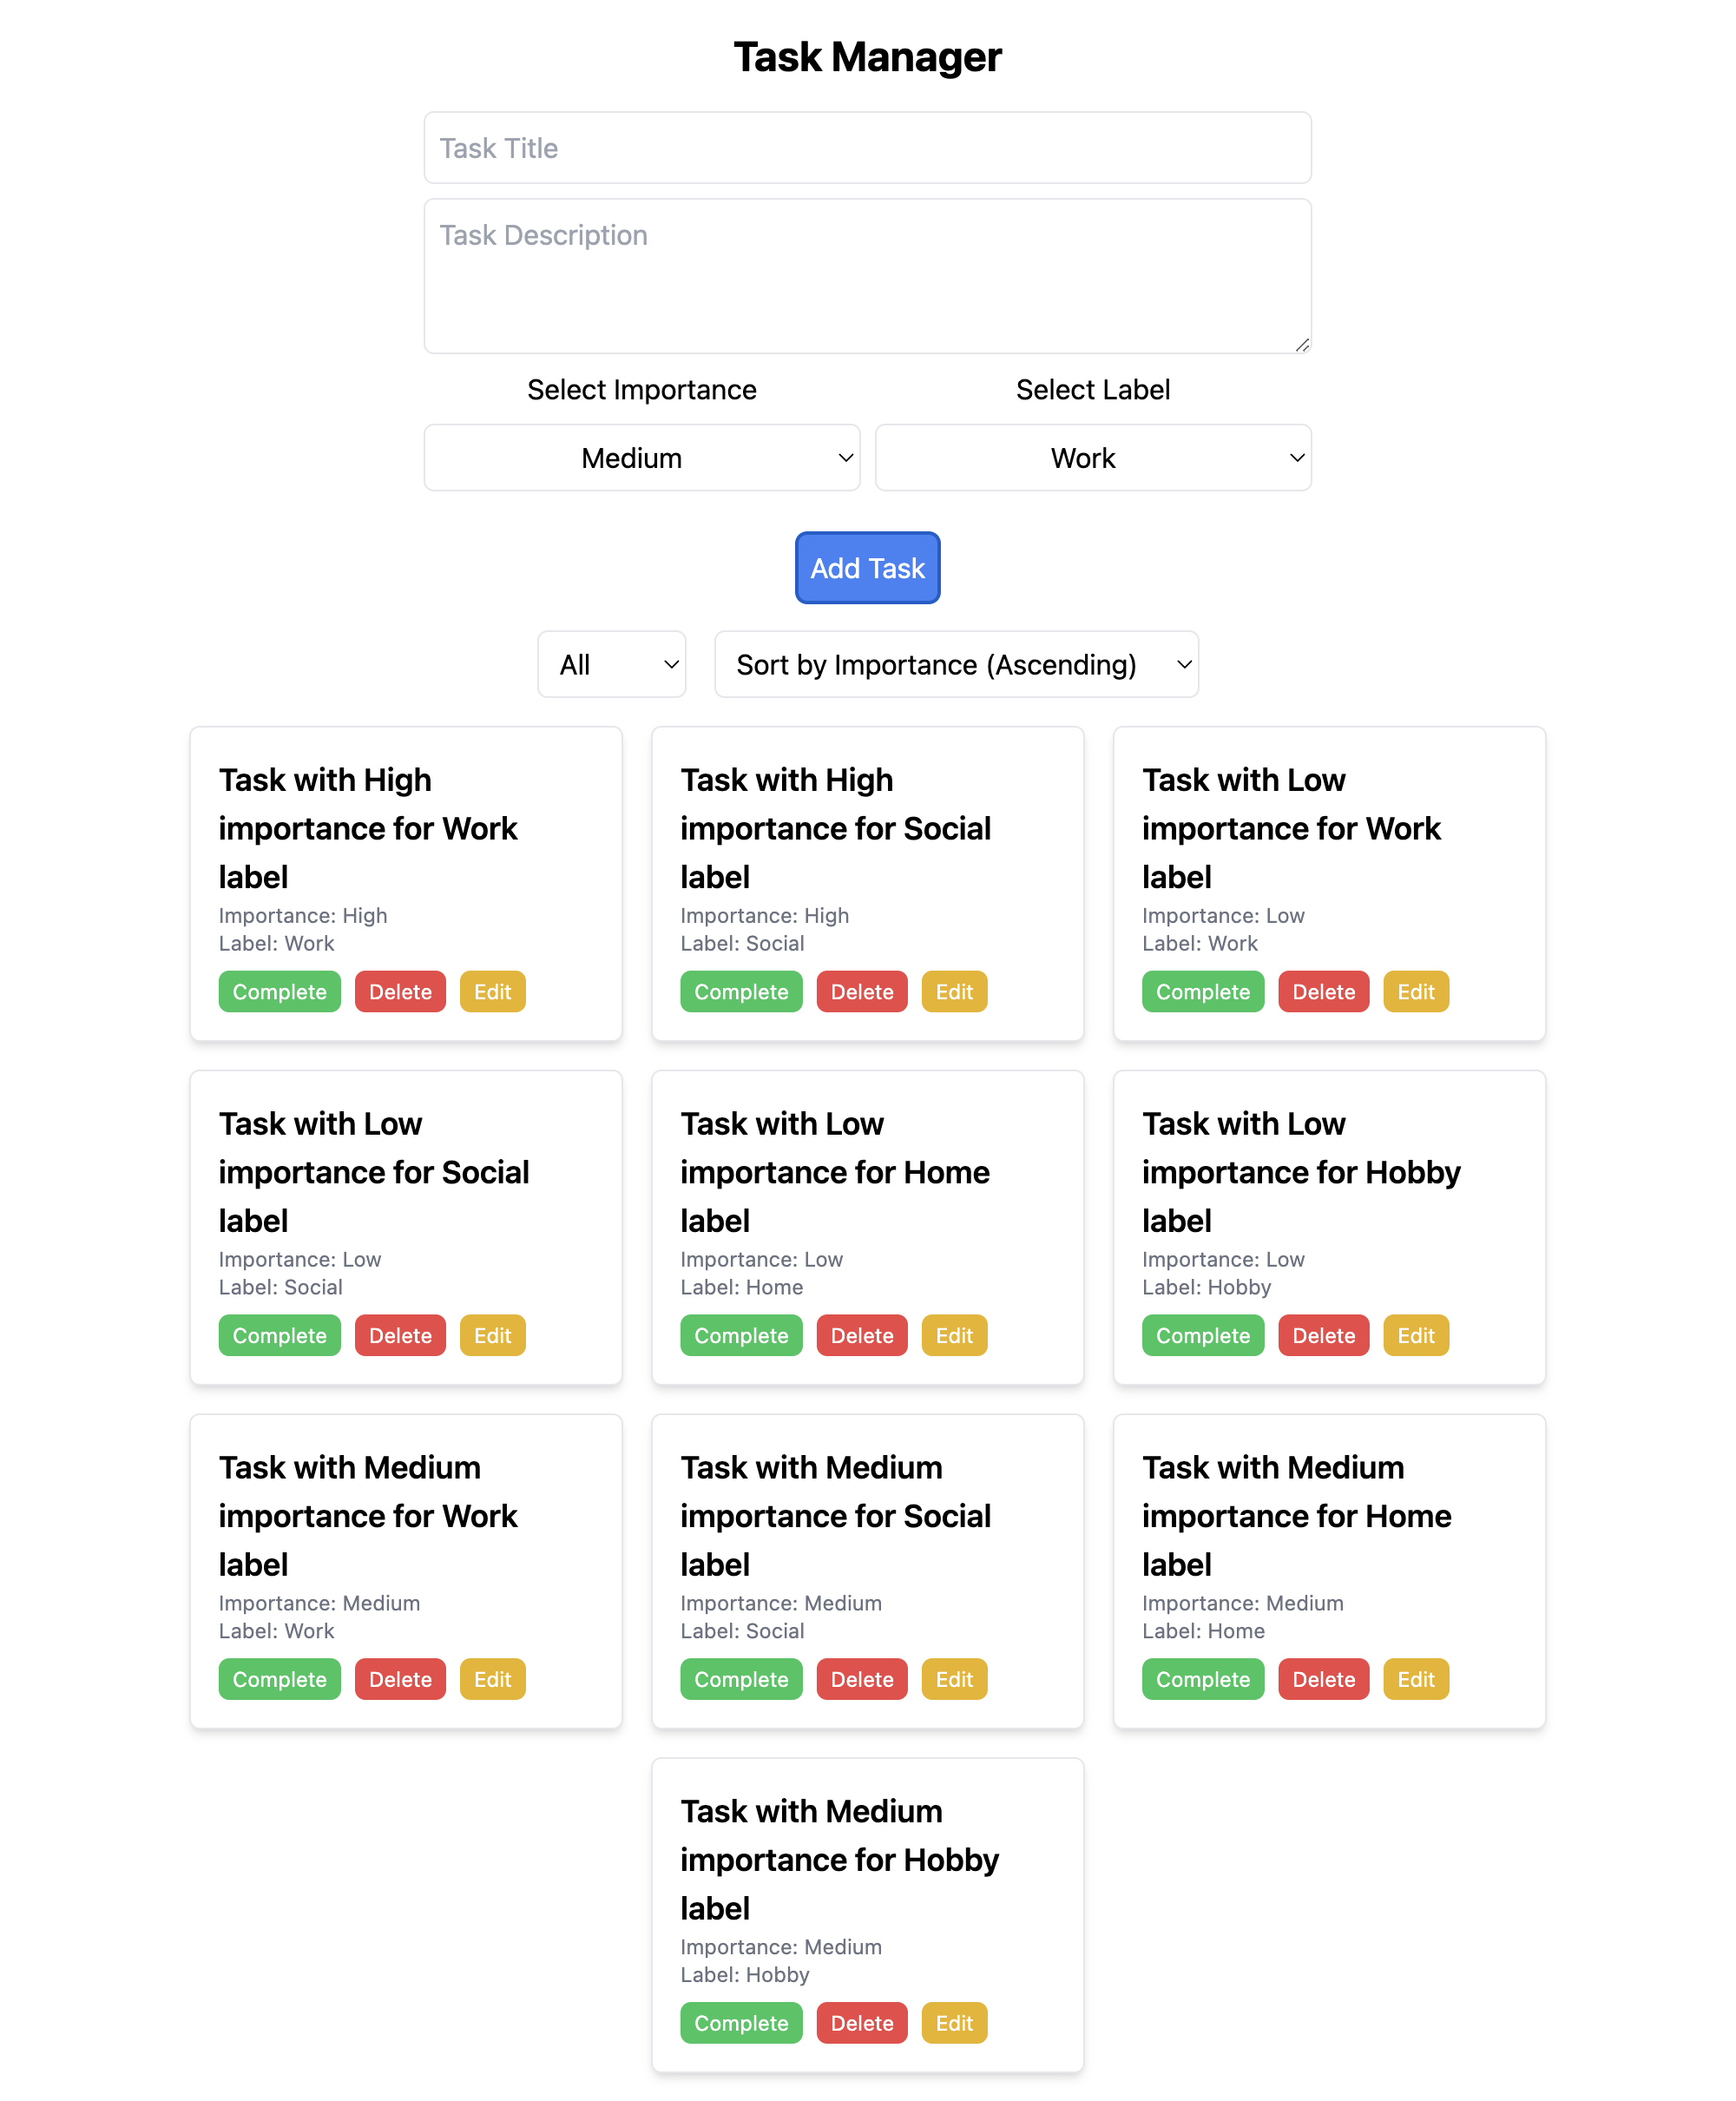 Task Manager
Task Title
Task Description
Select Importance
Select Label
Medium
Work
Add Task
All
Sort by Importance (Ascending)
Task with High
importance for Work
label
Importance: High
Label: Work
Complete
Delete
Edit
Task with High
importance for Social
label
Importance: High
Label: Social
Complete
Delete
Edit
Task with Low
importance for Work
label
Importance: Low
Label: Work
Complete
Delete
Edit
Task with Low
importance for Social
label
Importance: Low
Label: Social
Complete
Delete
Edit
Task with Low
importance for Home
label
Importance: Low
Label: Home
Complete
Delete
Edit
Task with Low
importance for Hobby
label
Importance: Low
Label: Hobby
Complete
Delete
Edit
Task with Medium
importance for Work
label
Importance: Medium
Label: Work
Complete
Delete
Edit
Task with Medium
importance for Social
label
Importance: Medium
Label: Social
Complete
Delete
Edit
Task with Medium
importance for Home
label
Importance: Medium
Label: Home
Complete
Delete
Edit
Task with Medium
importance for Hobby
label
Importance: Medium
Label: Hobby
Complete
Delete
Edit